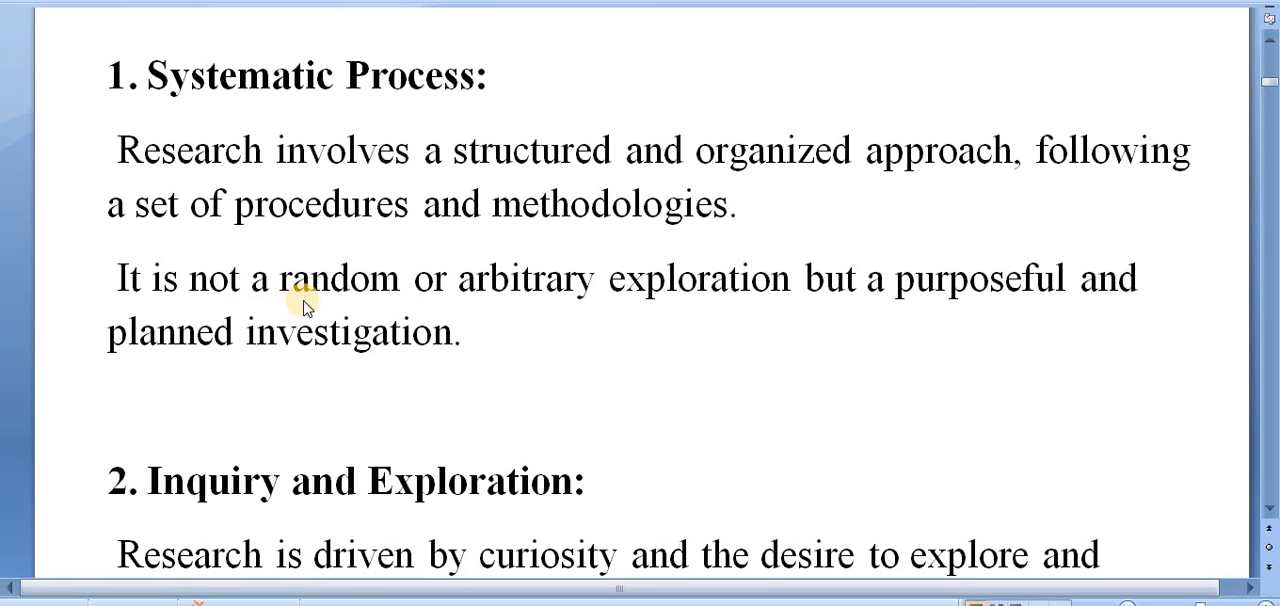 1. Systematic Process:
Research involves a structured and organized approach, following
a set of procedures and methodologies.
It is not a random or arbitrary exploration but a purposeful and
planned investigation.
2. Inquiry and Exploration:
Research is driven by curiosity and the desire to explore and